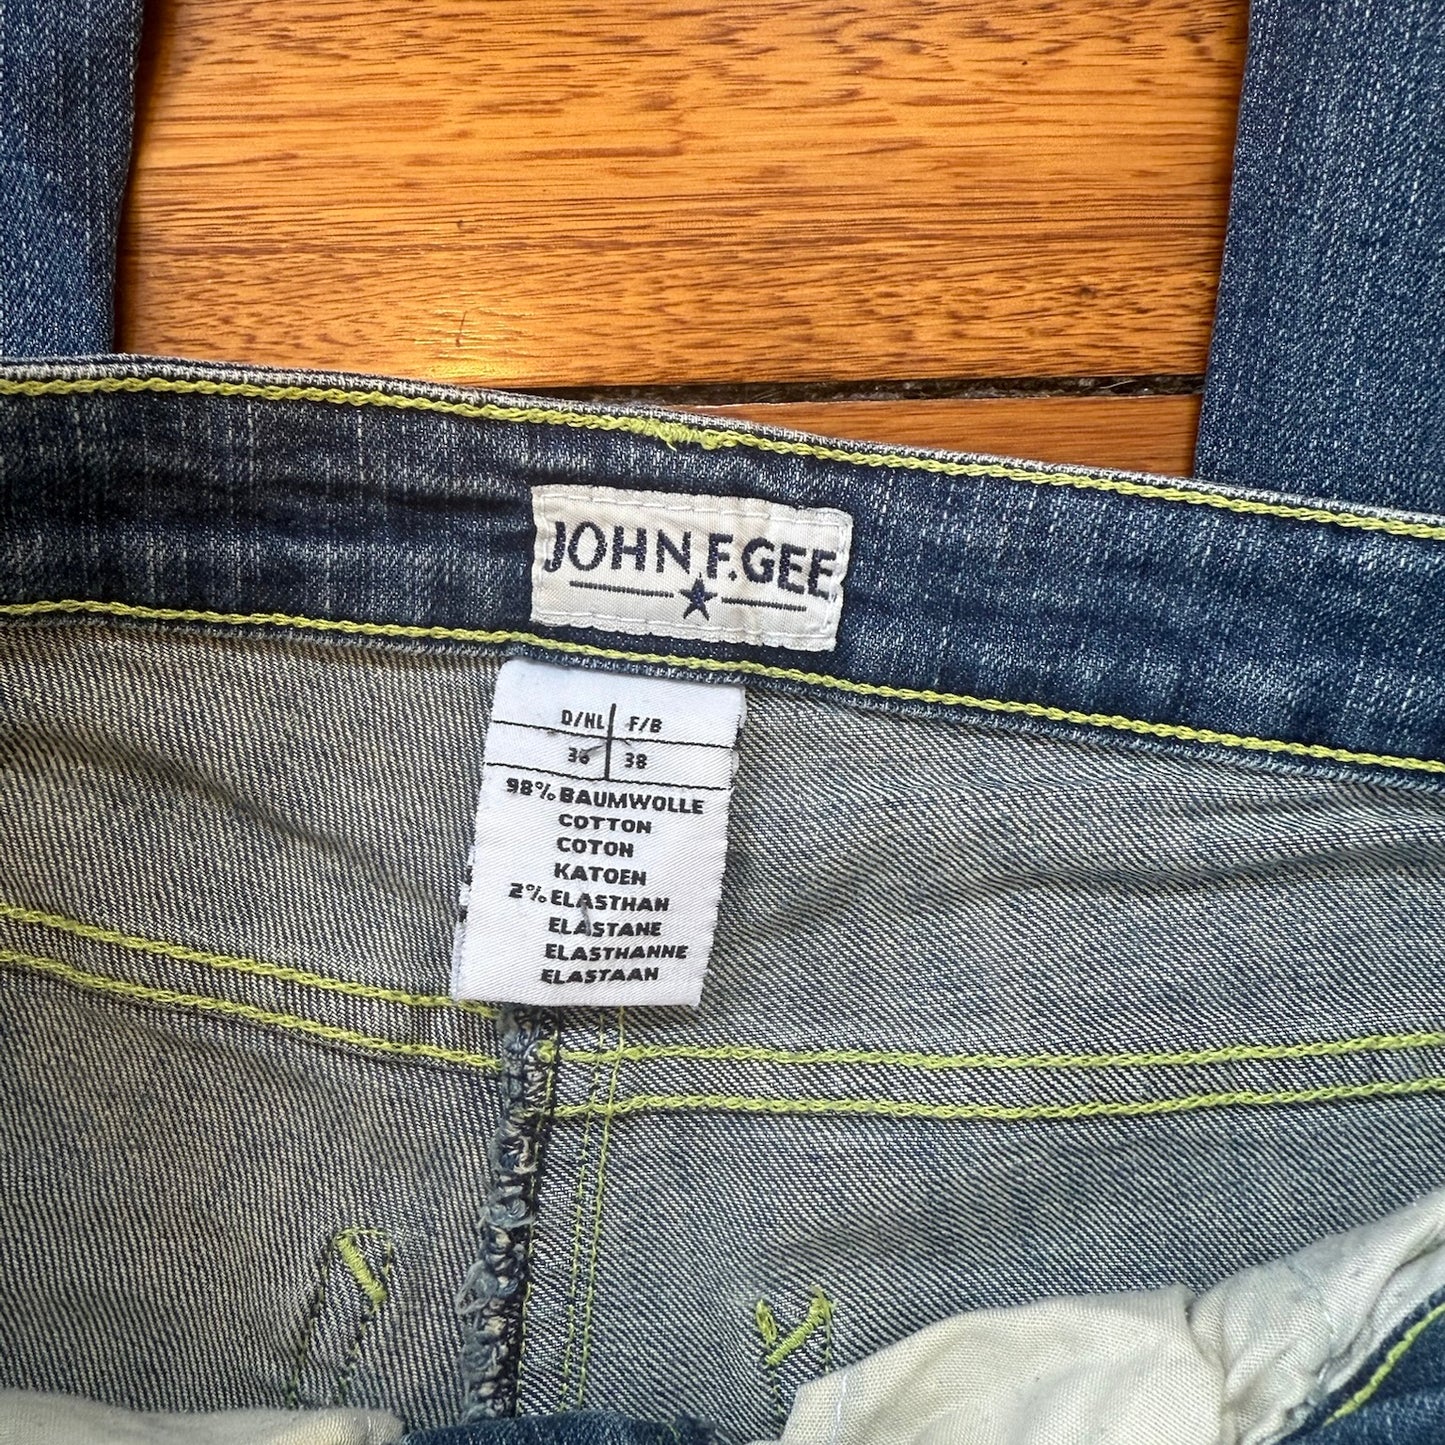 JOHN F. GEE
D/NL F/B
36 38
98% BAUMWOLLE
COTTON
COTON
KATOEN
2% ELASTHAN
ELASTANE
ELASTHANNE
ELASTAAN